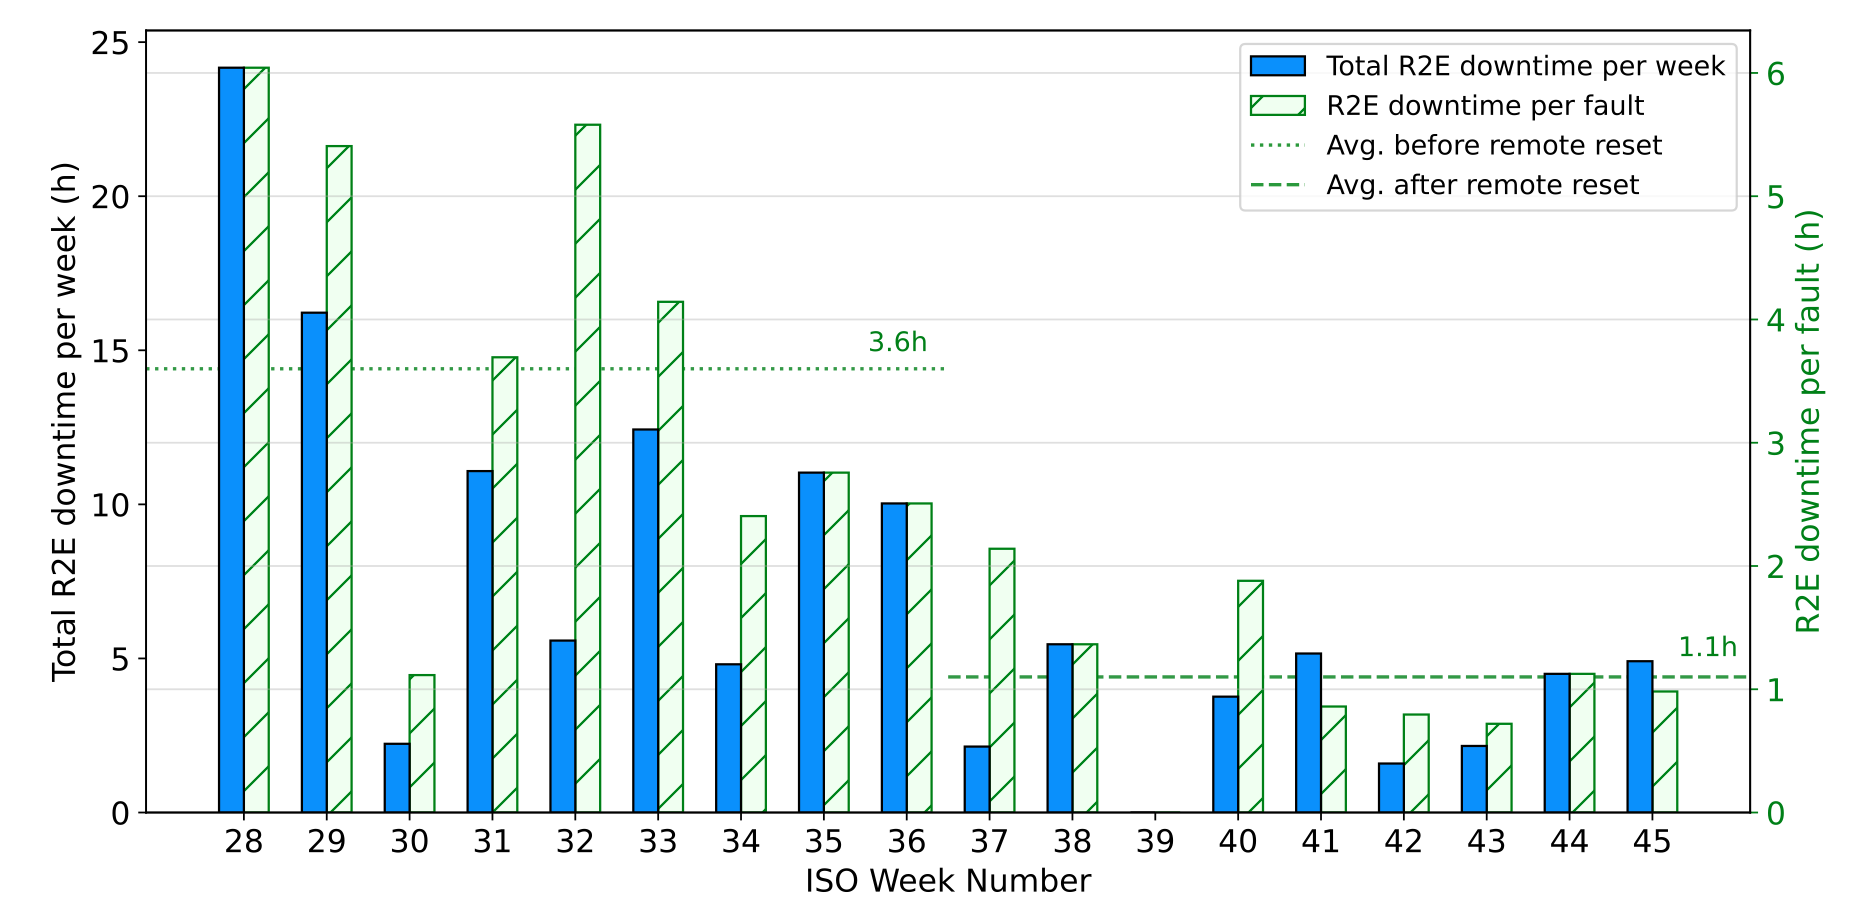 Total R2E downtime per week (h)
25
20
15
10
5
0
Total R2E downtime per week
R2E downtime per fault
Avg. before remote reset
Avg. after remote reset
3.6h
1.1h
6
5
4
3
2
1
0
R2E downtime per fault (h)
28 29 30 31 32 33 34 35 36 37 38 39 40 41 42 43 44 45
ISO Week Number